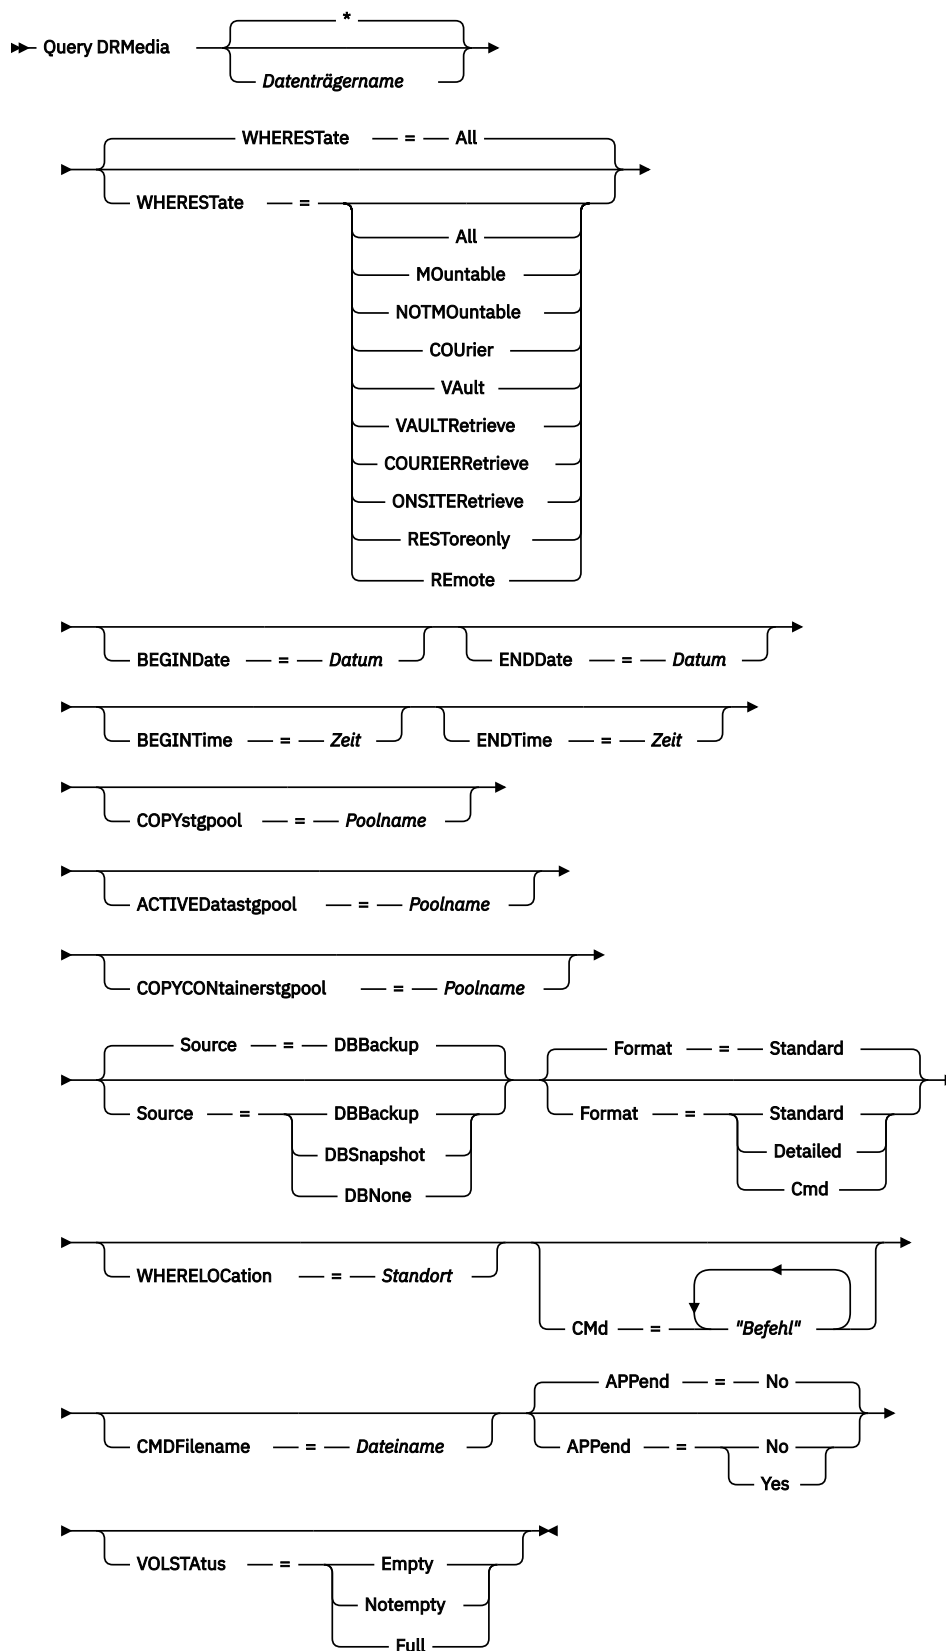 *
Query DRMedia
Datenträgername
WHERESTate = All
WHERESTate =
All
MOuntable
NOTMOuntable
COUrier
VAult
VAULTRetrieve
COURIERRetrieve
ONSITERetrieve
RESToreonly
REmote
BEGINDate = Datum ENDDate = Datum
BEGINTime = Zeit ENDTime = Zeit
COPYstgpool = Poolname
ACTIVEDatastgpool = Poolname
COPYCONtainerstgpool = Poolname
Source = DBBackup Format = Standard
Source = DBBackup Format = Standard
DBSnapshot Detailed
DBNone Cmd
WHERELOCation = Standort
CMd = "Befehl"
APPend = No
CMDFilename = Dateiname APPend = No
Yes
VOLSTAtus = Empty
Notempty
Full